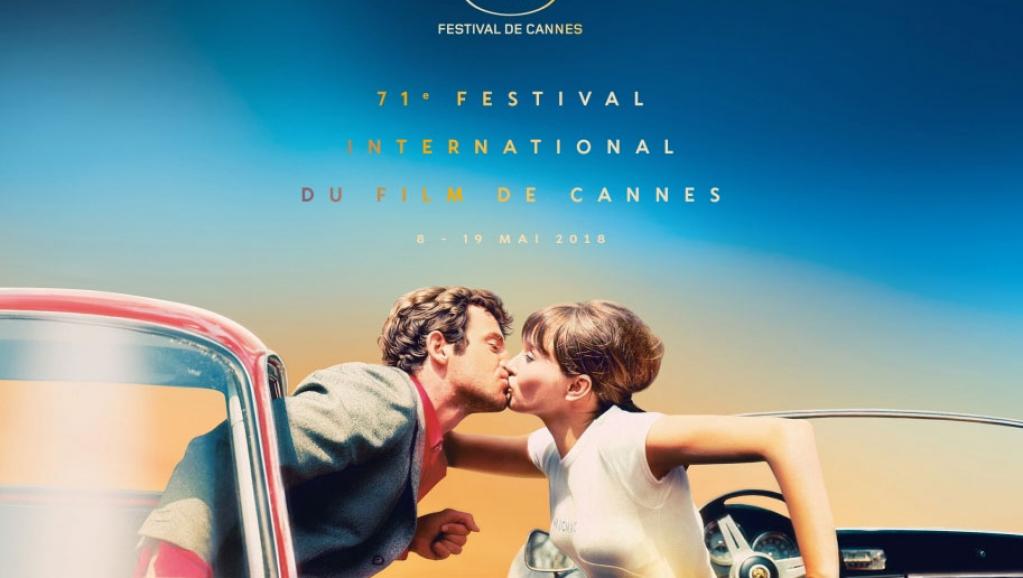 FESTIVAL DE CANNES
71e FESTIVAL
INTERNATIONAL
DU FILM DE CANNES
8 - 19 MAI 2018